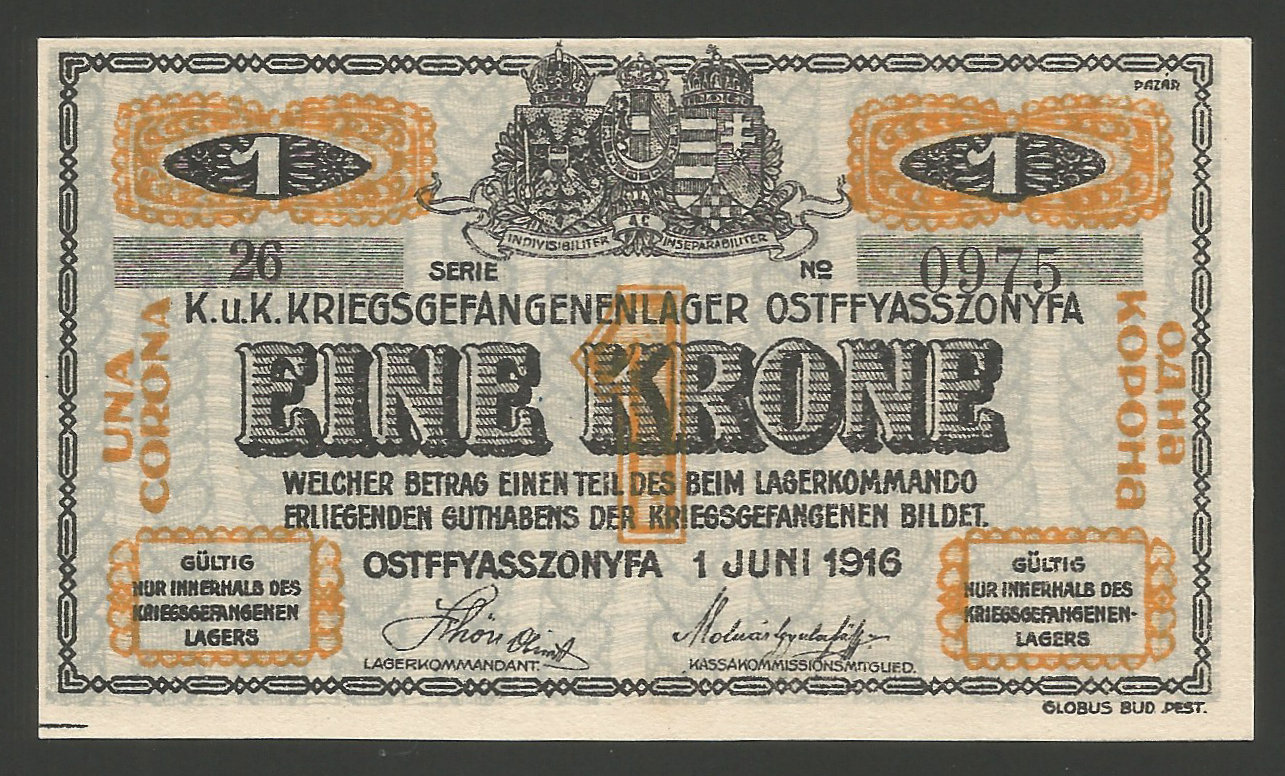 PAZÁR
1
1
INDIVISIBILITER A.C. INSEPARABILITER
26 SERIE № 0975
K.u.K. KRIEGSGEFANGENENLAGER OSTFFYASSZONYFA
EINE KRONE
1
UNA
CORONA
ОДНА
КОРОНА
WELCHER BETRAG EINEN TEIL DES BEIM LAGERKOMMANDO
ERLIEGENDEN GUTHABENS DER KRIEGSGEFANGENEN BILDET.
OSTFFYASSZONYFA 1 JUNI 1916
GÜLTIG
NUR INNERHALB DES
KRIEGSGEFANGENEN
LAGERS
GÜLTIG
NUR INNERHALB DES
KRIEGSGEFANGENEN-
LAGERS
LAGERKOMMANDANT.
KASSAKOMMISSIONSMITGLIED.
GLOBUS BUD.PEST.